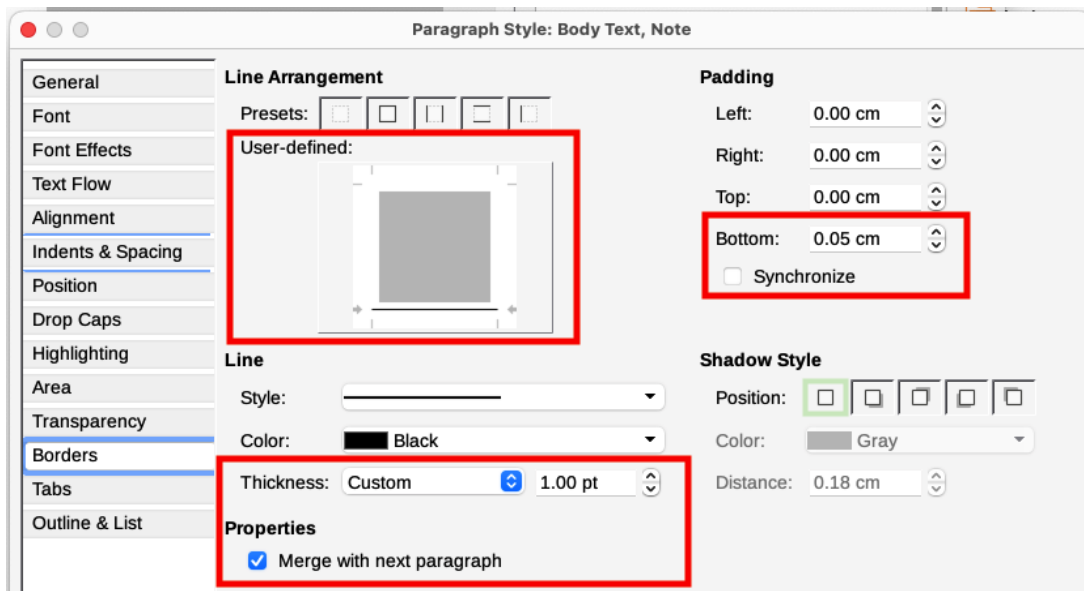 Paragraph Style: Body Text, Note
General
Font
Font Effects
Text Flow
Alignment
Indents & Spacing
Position
Drop Caps
Highlighting
Area
Transparency
Borders
Tabs
Outline & List
Line Arrangement
Presets:
User-defined:
Line
Style:
Color: Black
Thickness: Custom 1.00 pt
Properties
Merge with next paragraph
Padding
Left: 0.00 cm
Right: 0.00 cm
Top: 0.00 cm
Bottom: 0.05 cm
Synchronize
Shadow Style
Position:
Color: Gray
Distance: 0.18 cm